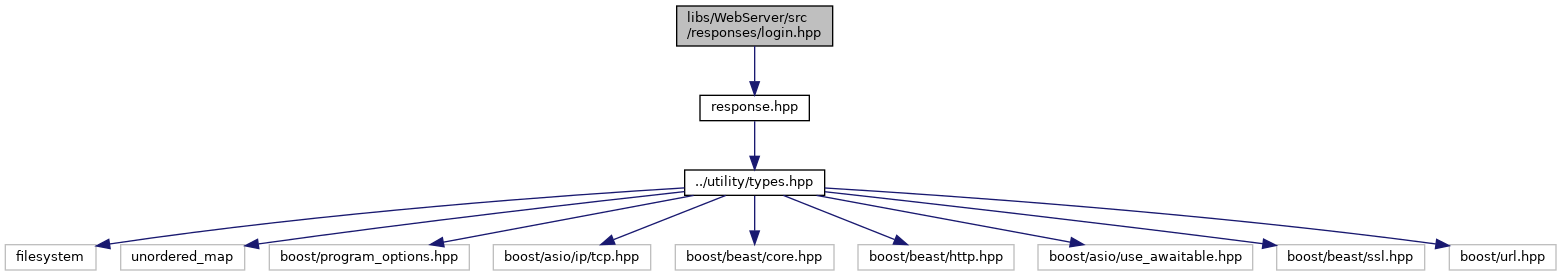 libs/WebServer/src
/responses/login.hpp
response.hpp
../utility/types.hpp
filesystem
unordered_map
boost/program_options.hpp
boost/asio/ip/tcp.hpp
boost/beast/core.hpp
boost/beast/http.hpp
boost/asio/use_awaitable.hpp
boost/beast/ssl.hpp
boost/url.hpp